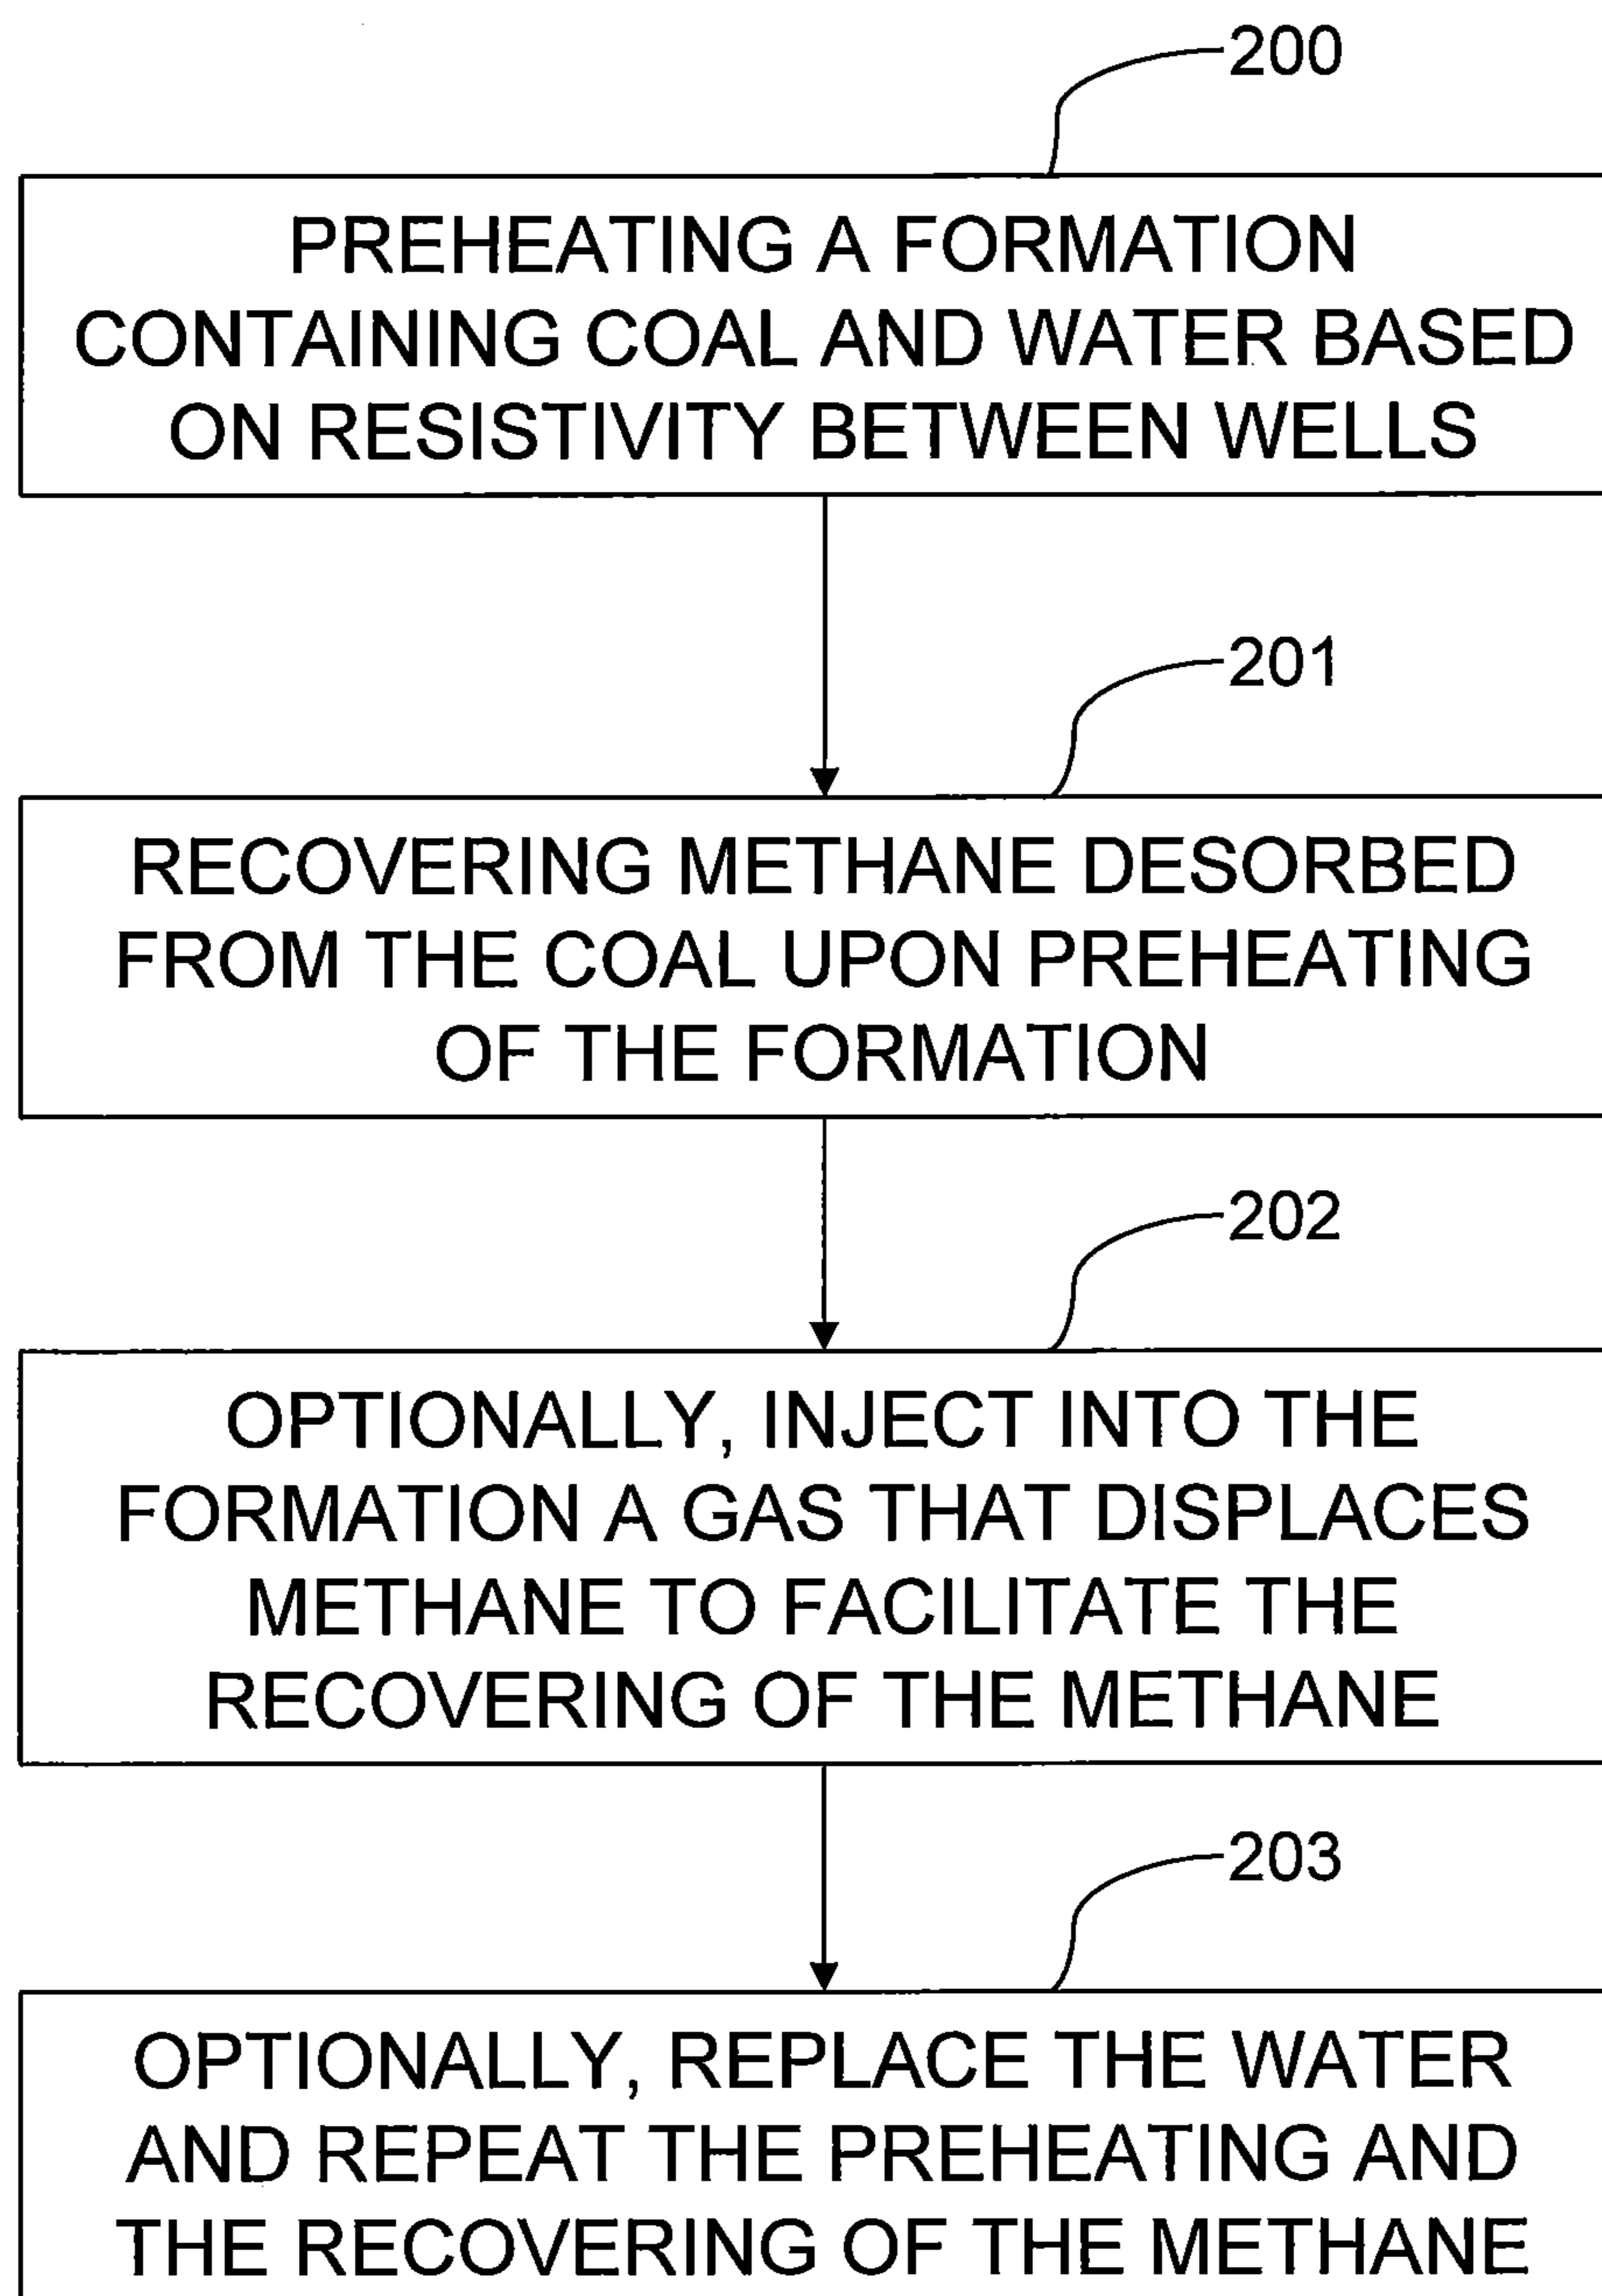 200
PREHEATING A FORMATION
CONTAINING COAL AND WATER BASED
ON RESISTIVITY BETWEEN WELLS
201
RECOVERING METHANE DESORBED
FROM THE COAL UPON PREHEATING
OF THE FORMATION
202
OPTIONALLY, INJECT INTO THE
FORMATION A GAS THAT DISPLACES
METHANE TO FACILITATE THE
RECOVERING OF THE METHANE
203
OPTIONALLY, REPLACE THE WATER
AND REPEAT THE PREHEATING AND
THE RECOVERING OF THE METHANE